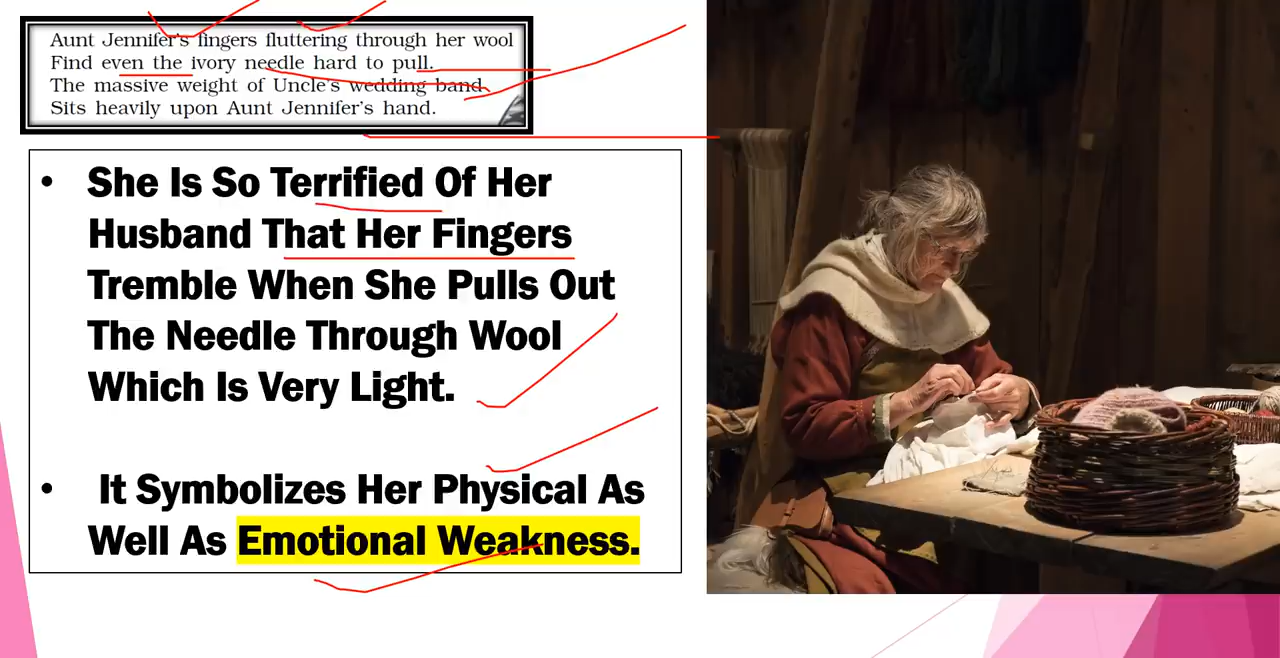 Aunt Jennifer's fingers fluttering through her wool
Find even the ivory needle hard to pull.
The massive weight of Uncle's wedding band
Sits heavily upon Aunt Jennifer's hand.
• She Is So Terrified Of Her
Husband That Her Fingers
Tremble When She Pulls Out
The Needle Through Wool
Which Is Very Light.
• It Symbolizes Her Physical As
Well As Emotional Weakness.